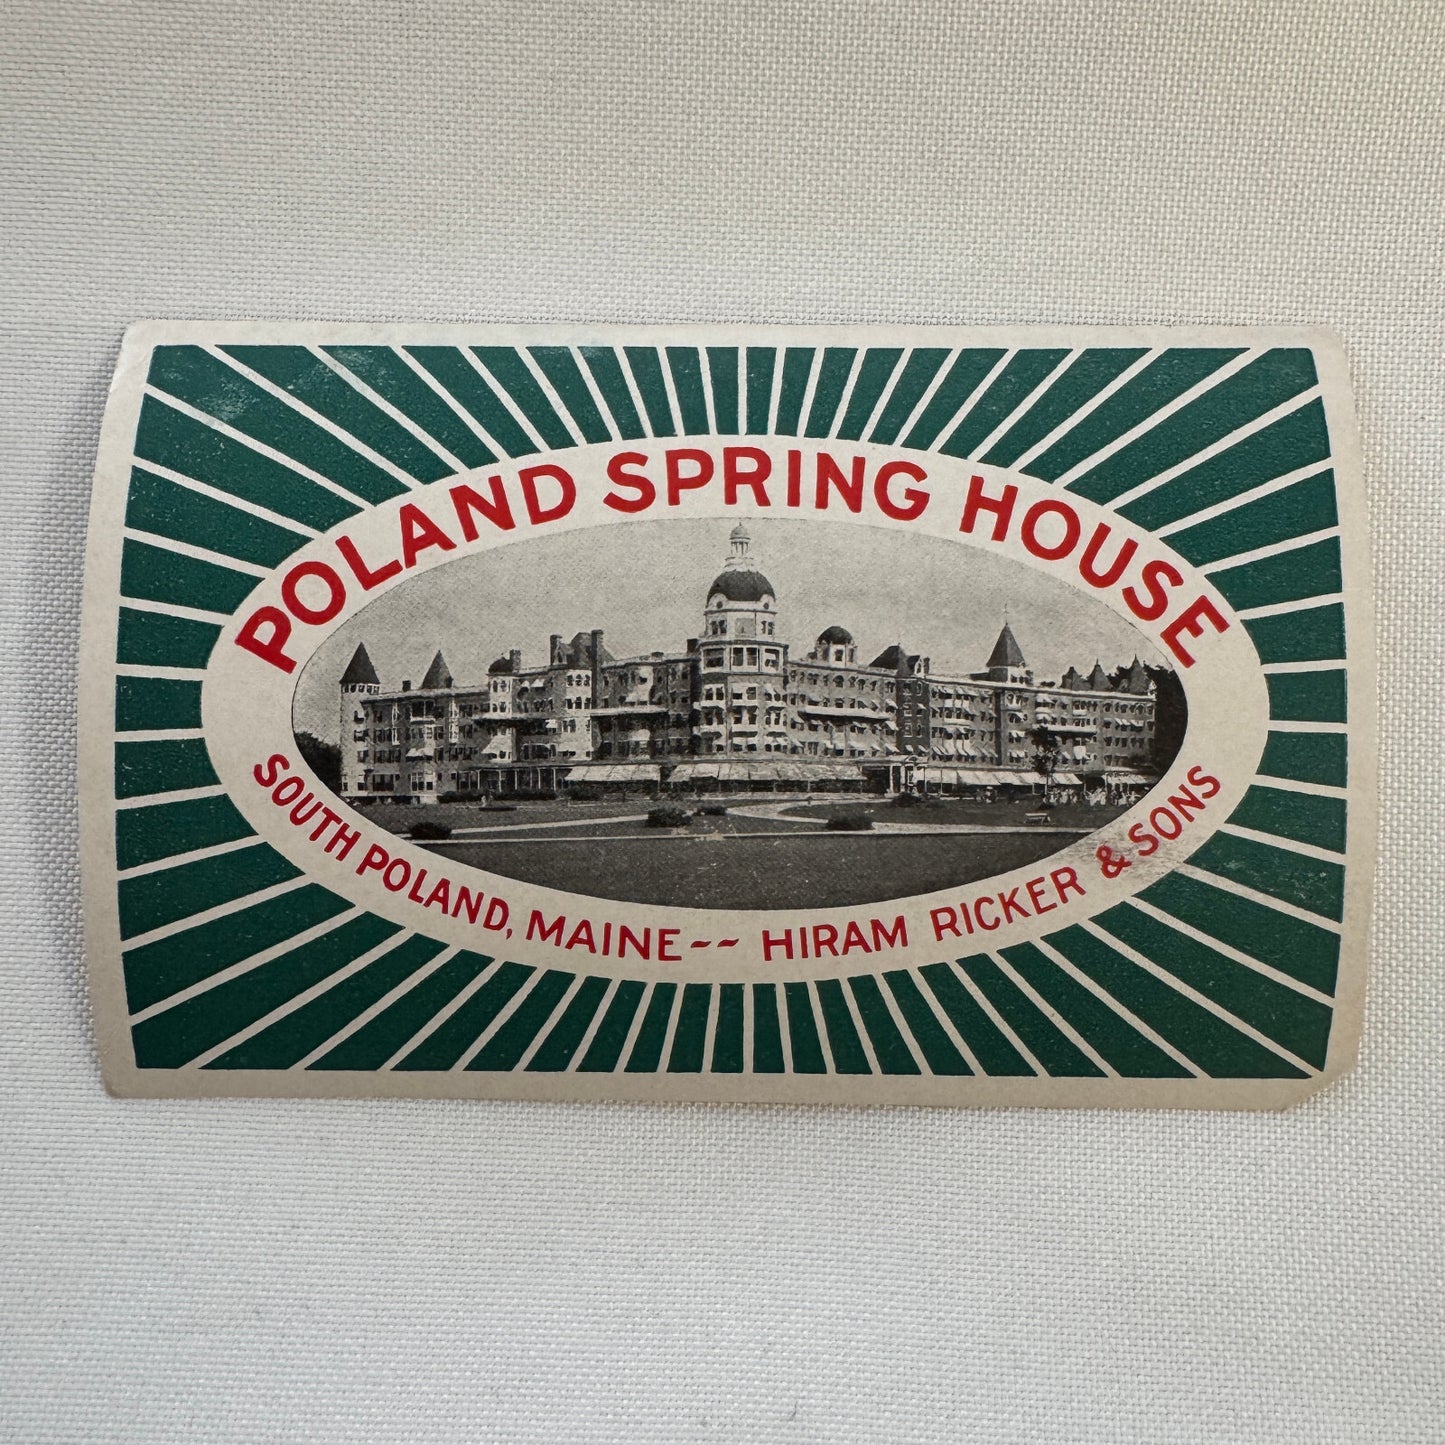 POLAND SPRING HOUSE
SOUTH POLAND, MAINE -- HIRAM RICKER & SONS